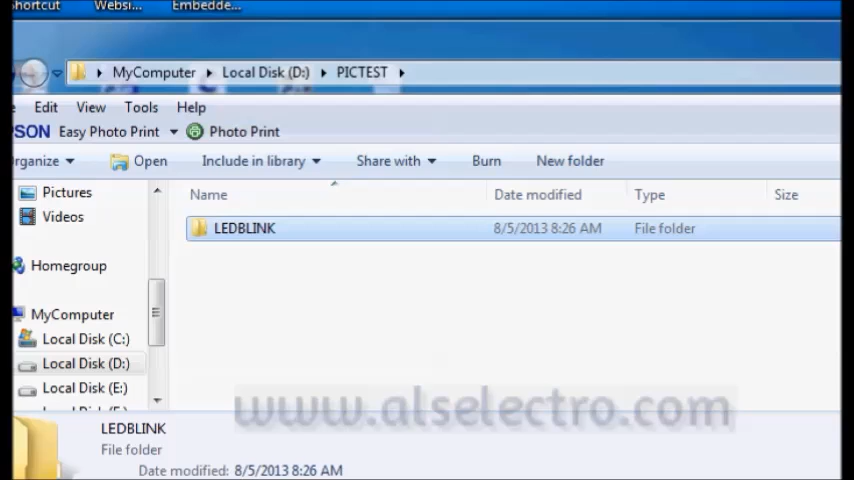 hortcut Websi... Embedde...
MyComputer Local Disk (D:) PICTEST
Edit View Tools Help
PSON Easy Photo Print Photo Print
rganize Open Include in library Share with Burn New folder
Name Date modified Type Size
Pictures
Videos
LEDBLINK 8/5/2013 8:26 AM File folder
Homegroup
MyComputer
Local Disk (C:)
Local Disk (D:)
Local Disk (E:)
www.alselectro.com
LEDBLINK
File folder
Date modified: 8/5/2013 8:26 AM